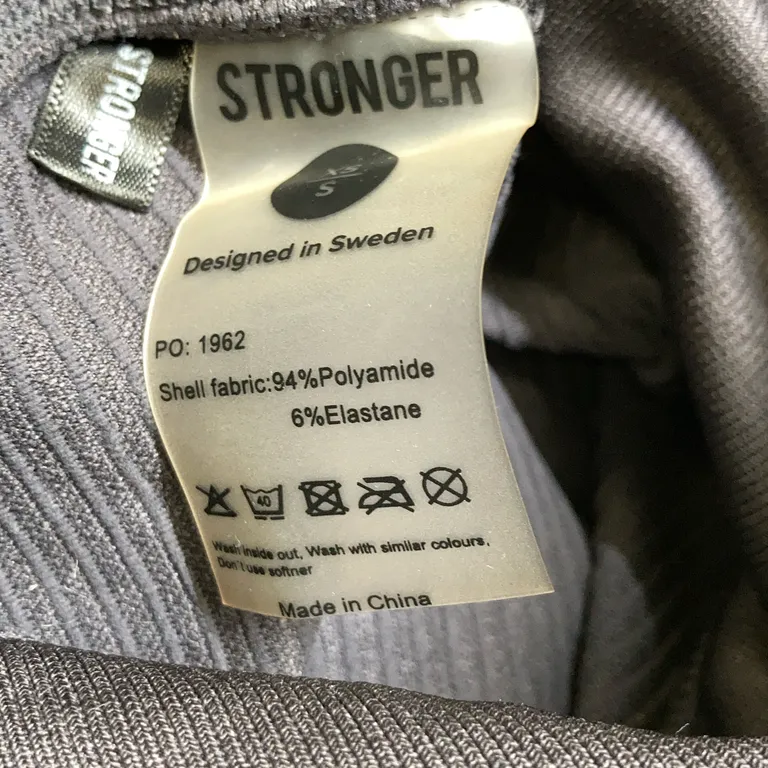 STRONGER
STRONGER
S
Designed in Sweden
PO: 1962
Shell fabric:94%Polyamide
6%Elastane
40
Wash inside out, Wash with similar colours,
Don't use softner
Made in China